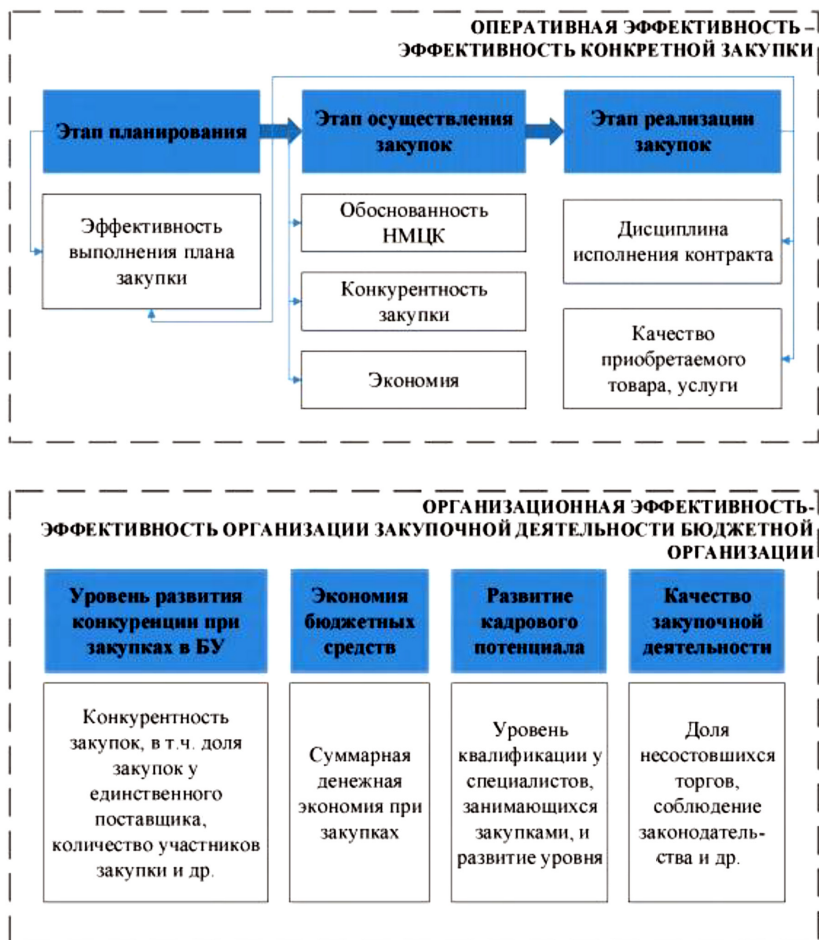 ОПЕРАТИВНАЯ ЭФФЕКТИВНОСТЬ –
ЭФФЕКТИВНОСТЬ КОНКРЕТНОЙ ЗАКУПКИ
Этап планирования
Этап осуществления
закупок
Этап реализации
закупок
Эффективность
выполнения плана
закупки
Обоснованность
НМЦК
Конкурентность
закупки
Экономия
Дисциплина
исполнения контракта
Качество
приобретаемого
товара, услуги
ОРГАНИЗАЦИОННАЯ ЭФФЕКТИВНОСТЬ-
ЭФФЕКТИВНОСТЬ ОРГАНИЗАЦИИ ЗАКУПОЧНОЙ ДЕЯТЕЛЬНОСТИ БЮДЖЕТНОЙ
ОРГАНИЗАЦИИ
Уровень развития
конкуренции при
закупках в БУ
Экономия
бюджетных
средств
Развитие
кадрового
потенциала
Качество
закупочной
деятельности
Конкурентность
закупок, в т.ч. доля
закупок у
единственного
поставщика,
количество участников
закупки и др.
Суммарная
денежная
экономия при
закупках
Уровень
квалификации у
специалистов,
занимающихся
закупками, и
развитие уровня
Доля
несостовшихся
торгов,
соблюдение
законодатель-
ства и др.